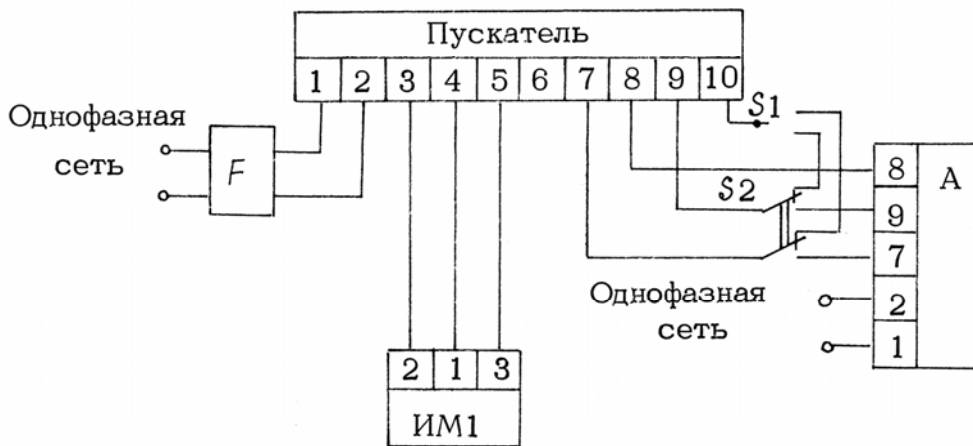 Пускатель
1 2 3 4 5 6 7 8 9 10
Однофазная
сеть
F
S1
S2
8
9
7
2
1
A
Однофазная
сеть
2 1 3
ИМ1